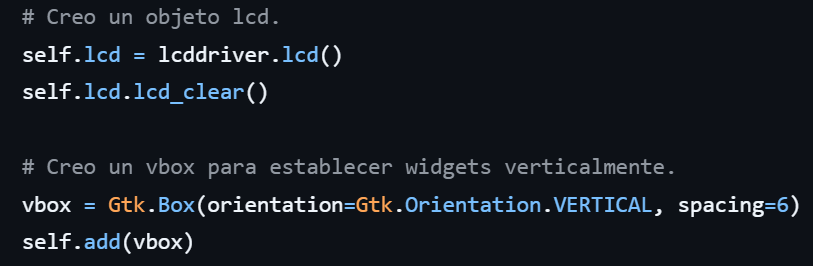 # Creo un objeto lcd.
self.lcd = lcddriver.lcd()
self.lcd.lcd_clear()
# Creo un vbox para establecer widgets verticalmente.
vbox = Gtk.Box(orientation=Gtk.Orientation.VERTICAL, spacing=6)
self.add(vbox)